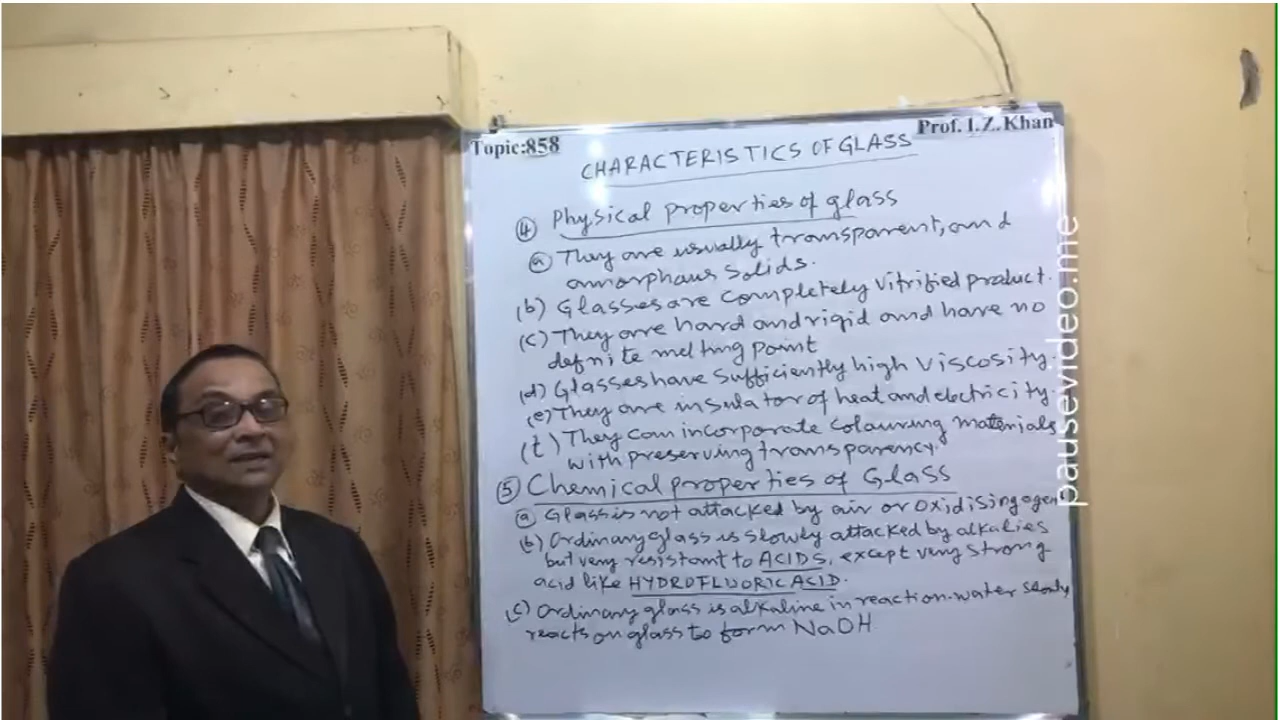 Topic:858
Prof. I.Z. Khan
CHARACTERISTICS OF GLASS
④ Physical properties of glass
ⓐ They are usually transparent, and
amorphous solids.
(b) Glasses are completely vitrified product.
(c) They are hard and rigid and have no
definite melting point
(d) Glasses have sufficiently high viscosity.
(e) They are insulator of heat and electricity.
(f) They can incorporate colouring materials
with preserving transparency.
⑤ Chemical properties of Glass
ⓐ Glass is not attacked by air or oxidising agent
(b) Ordinary glass is slowly attacked by alkalies
but very resistant to ACIDS, except very strong
acid like HYDROFLUORIC ACID.
(c) Ordinary glass is alkaline in reaction-water slowly
reacts on glass to form NaOH
pausevideo.me